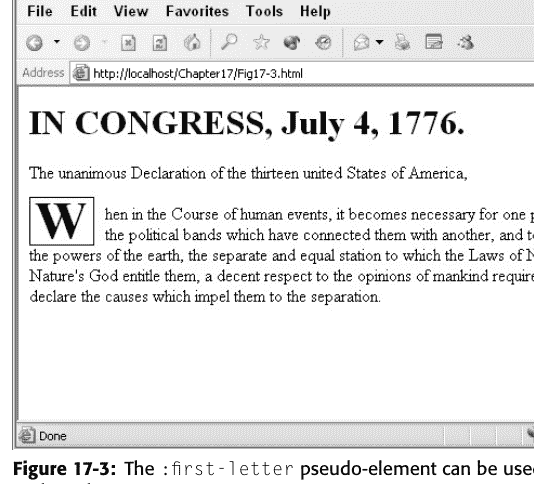 File Edit View Favorites Tools Help
Address http://localhost/Chapter17/Fig17-3.html
IN CONGRESS, July 4, 1776.
The unanimous Declaration of the thirteen united States of America,
When in the Course of human events, it becomes necessary for one
the political bands which have connected them with another, and
the powers of the earth, the separate and equal station to which the Laws of
Nature's God entitle them, a decent respect to the opinions of mankind
declare the causes which impel them to the separation.
Done
Figure 17-3: The :first-letter pseudo-element can be